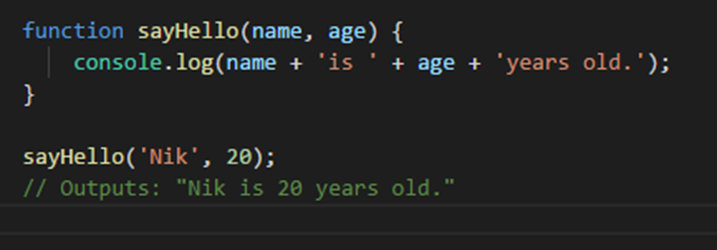 function sayHello(name, age) {
    console.log(name + 'is ' + age + 'years old.');
}
sayHello('Nik', 20);
// Outputs: "Nik is 20 years old."